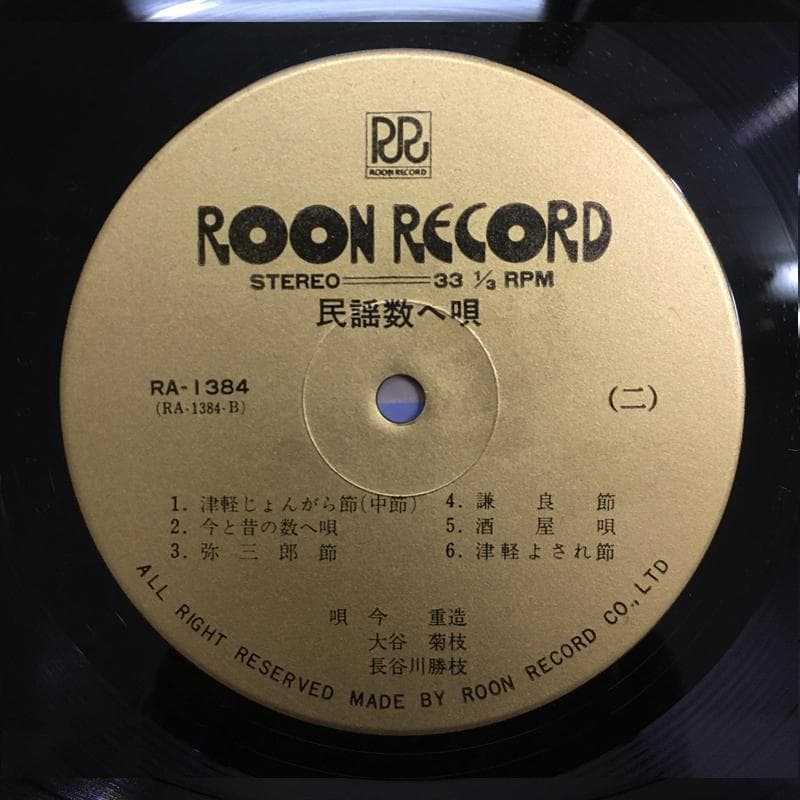 ROON RECORD
ROON RECORD
STEREO 33 ⅓ RPM
民謡数へ唄
RA-1384
(RA-1384-B)
(二)
1. 津軽じょんがら節(中節)
2. 今と昔の数へ唄
3. 弥三郎節
4. 謙良節
5. 酒屋唄
6. 津軽よされ節
唄 今 重造
大谷 菊枝
長谷川勝枝
ALL RIGHT RESERVED MADE BY ROON RECORD CO., LTD